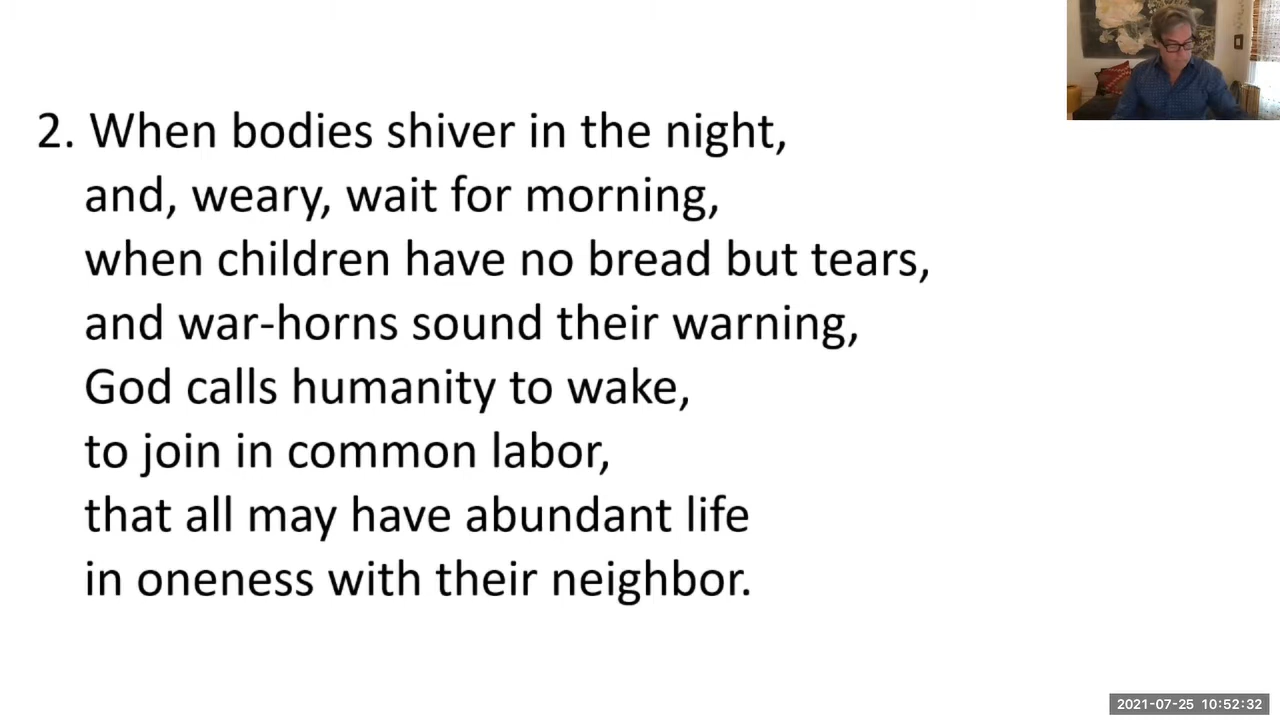 2. When bodies shiver in the night,
and, weary, wait for morning,
when children have no bread but tears,
and war-horns sound their warning,
God calls humanity to wake,
to join in common labor,
that all may have abundant life
in oneness with their neighbor.
2021-07-25 10:52:32